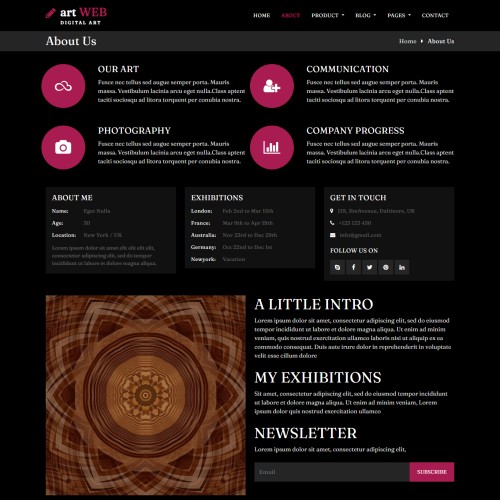 art WEB
DIGITAL ART
HOME ABOUT PRODUCT BLOG PAGES CONTACT
About Us
Home About Us
OUR ART
Fusce nec tellus sed augue semper porta. Mauris
massa. Vestibulum lacinia arcu eget nulla.Class aptent
taciti sociosqu ad litora torquent per conubia nostra.
COMMUNICATION
Fusce nec tellus sed augue semper porta. Mauris
massa. Vestibulum lacinia arcu eget nulla.Class aptent
taciti sociosqu ad litora torquent per conubia nostra.
PHOTOGRAPHY
Fusce nec tellus sed augue semper porta. Mauris
massa. Vestibulum lacinia arcu eget nulla.Class aptent
taciti sociosqu ad litora torquent per conubia nostra.
COMPANY PROGRESS
Fusce nec tellus sed augue semper porta. Mauris
massa. Vestibulum lacinia arcu eget nulla.Class aptent
taciti sociosqu ad litora torquent per conubia nostra.
ABOUT ME
Name: Eget Nulla
Age: 30
Location: New York / UK
Lorem ipsum dolor sit amet elit elit elit,
sed do eiusmod tempor incididunt ut
labore et dolore magna aliqua.
EXHIBITIONS
London: Feb 2nd to Mar 15th
France: Mar 9th to Apr 15th
Australia: Nov 23rd to Dec 25th
Germany: Oct 22nd to Dec 1st
Newyork: Vacation
GET IN TOUCH
+123 123 456
info@gmail.com
FOLLOW US ON
A LITTLE INTRO
Lorem ipsum dolor sit amet, consectetur adipiscing elit, sed do eiusmod
tempor incididunt ut labore et dolore magna aliqua. Ut enim ad minim
veniam, quis nostrud exercitation ullamco laboris nisi ut aliquip ex ea
commodo consequat. Duis aute irure dolor in reprehenderit in voluptate
velit esse cillum dolore
MY EXHIBITIONS
Sit amet, consectetur adipiscing elit, sed do eiusmod tempor incididunt
ut labore et dolore magna aliqua. Ut enim ad minim veniam, Lorem
ipsum dolor quis nostrud exercitation ullamco
NEWSLETTER
Lorem ipsum dolor sit amet, consectetur adipiscing elit,
Email SUBSCRIBE